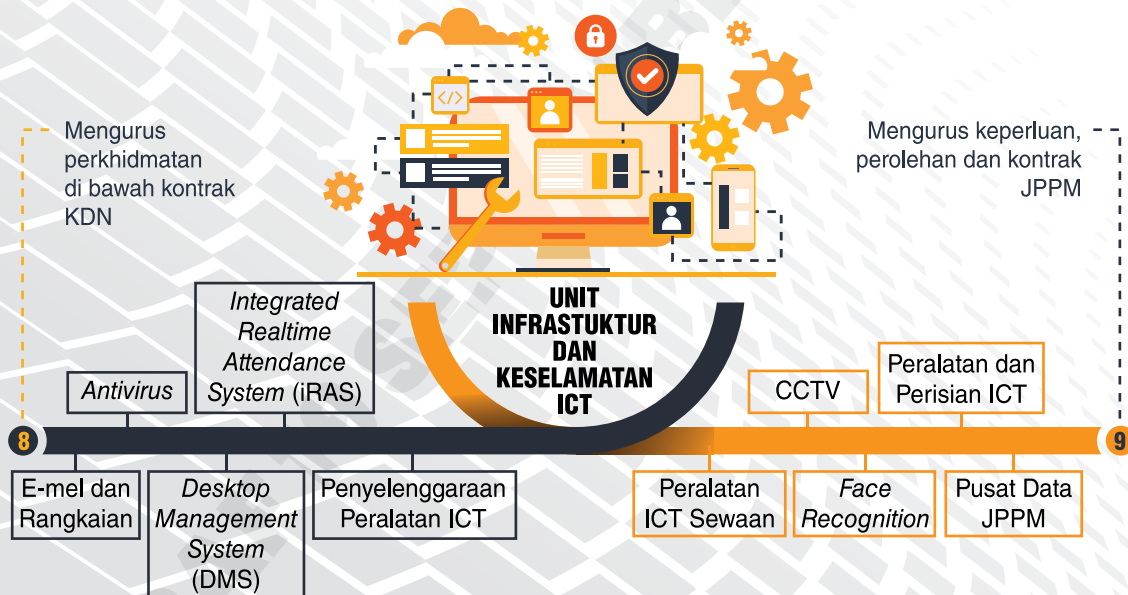 Mengurus
perkhidmatan
di bawah kontrak
KDN
</>
Mengurus keperluan,
perolehan dan kontrak
JPPM
UNIT
INFRASTUKTUR
DAN
KESELAMATAN
ICT
8
Antivirus
Integrated
Realtime
Attendance
System (iRAS)
E-mel dan
Rangkaian
Desktop
Management
System
(DMS)
Penyelenggaraan
Peralatan ICT
CCTV
Peralatan dan
Perisian ICT
9
Peralatan
ICT Sewaan
Face
Recognition
Pusat Data
JPPM